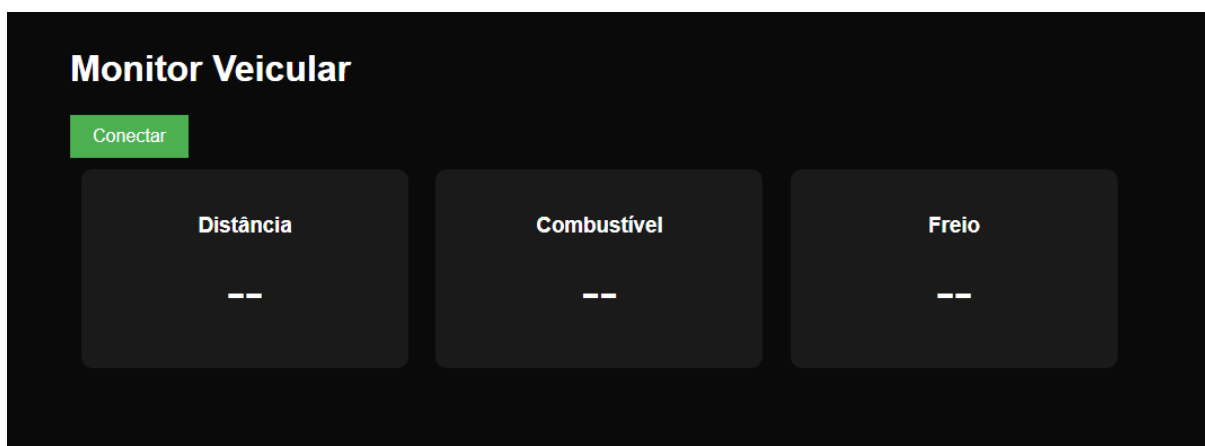 Monitor Veicular
Conectar
Distância
Combustível
Freio
--
--
--